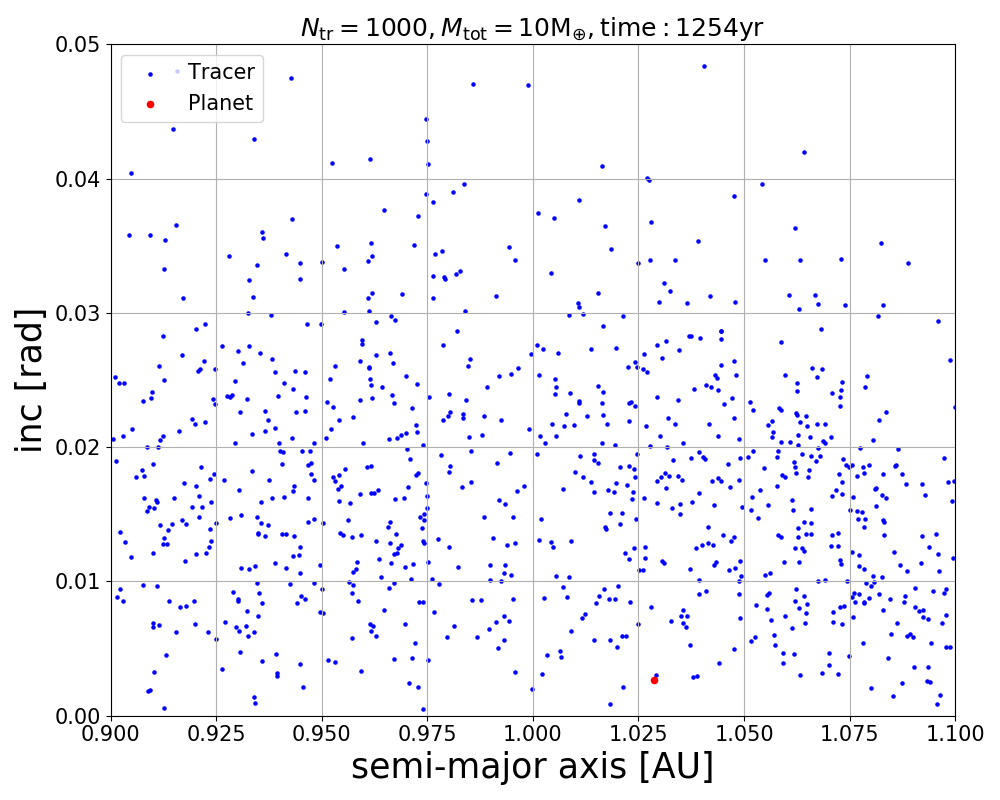 N_tr = 1000, M_tot = 10M_⊕, time : 1254yr
Tracer
Planet
inc [rad]
0.05
0.04
0.03
0.02
0.01
0.00
0.900 0.925 0.950 0.975 1.000 1.025 1.050 1.075 1.100
semi-major axis [AU]